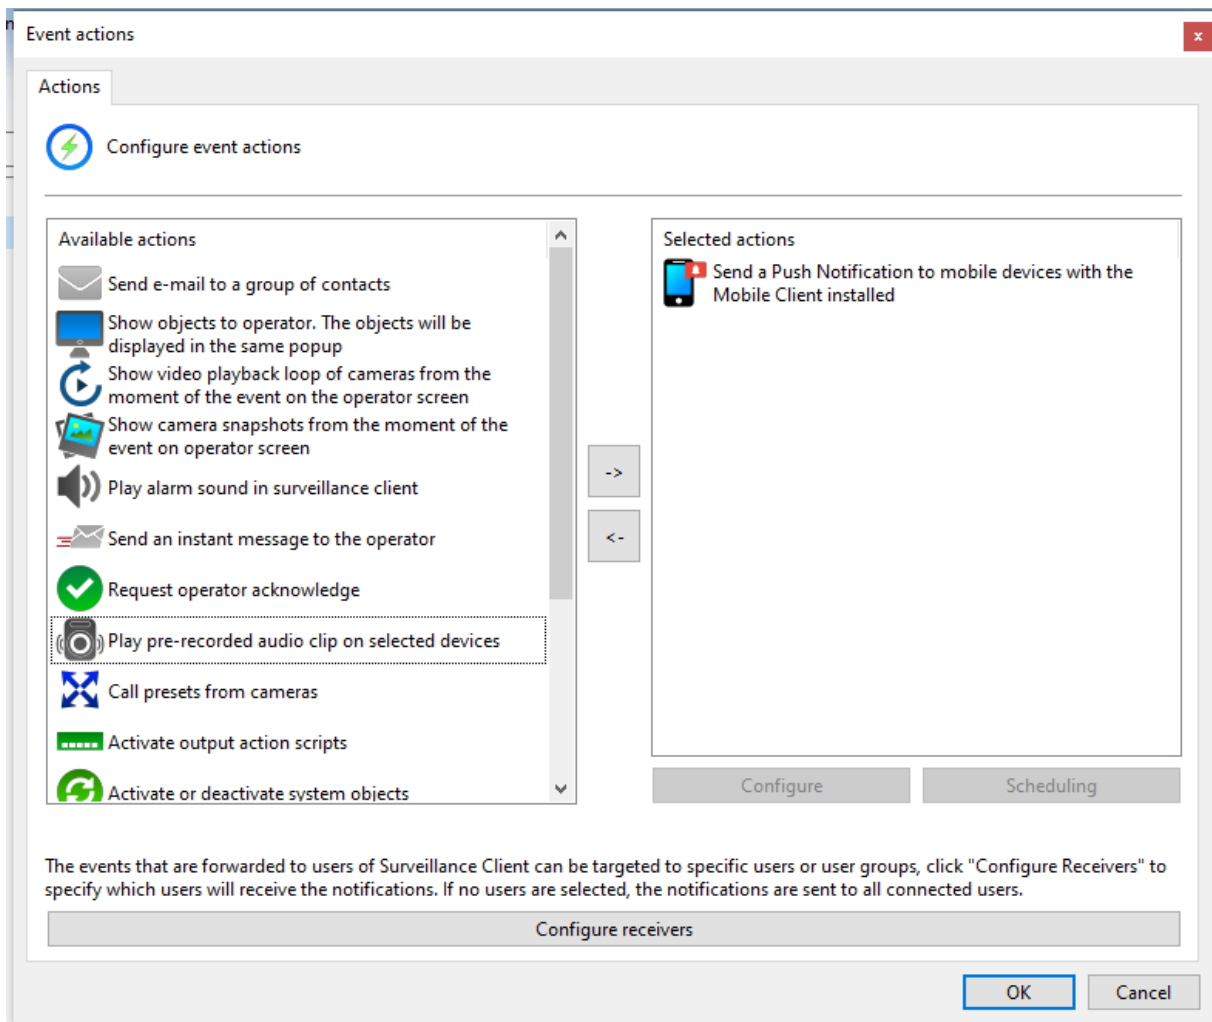 Event actions
x
Actions
Configure event actions
Available actions
Send e-mail to a group of contacts
Show objects to operator. The objects will be
displayed in the same popup
Show video playback loop of cameras from the
moment of the event on the operator screen
Show camera snapshots from the moment of the
event on operator screen
Play alarm sound in surveillance client
Send an instant message to the operator
Request operator acknowledge
Play pre-recorded audio clip on selected devices
Call presets from cameras
Activate output action scripts
Activate or deactivate system objects
->
<-
Selected actions
Send a Push Notification to mobile devices with the
Mobile Client installed
Configure
Scheduling
The events that are forwarded to users of Surveillance Client can be targeted to specific users or user groups, click "Configure Receivers" to
specify which users will receive the notifications. If no users are selected, the notifications are sent to all connected users.
Configure receivers
OK
Cancel